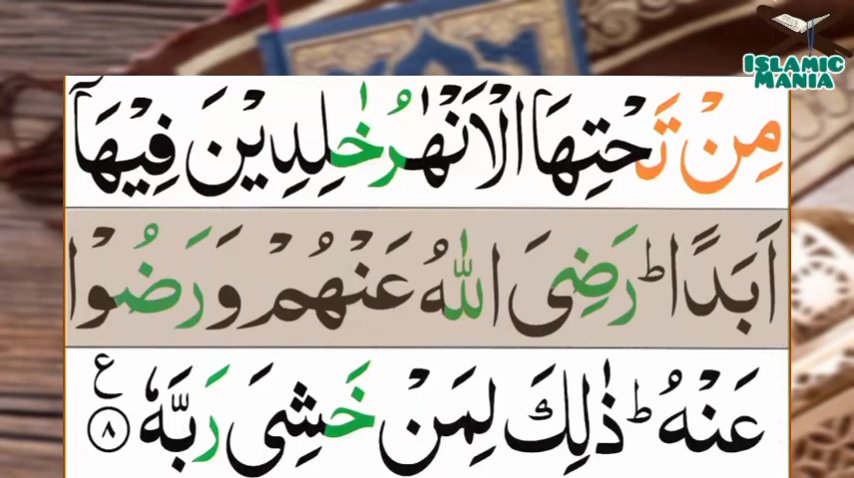 ISLAMIC
MANIA
مِنْ تَحْتِهَا الْاَنْهٰرُ خٰلِدِيْنَ فِيْهَاۤ
اَبَدًاؕ رَضِیَ اللّٰهُ عَنْهُمْ وَ رَضُوْا
عَنْهُؕ ذٰلِكَ لِمَنْ خَشِیَ رَبَّهٗ ۸ ع